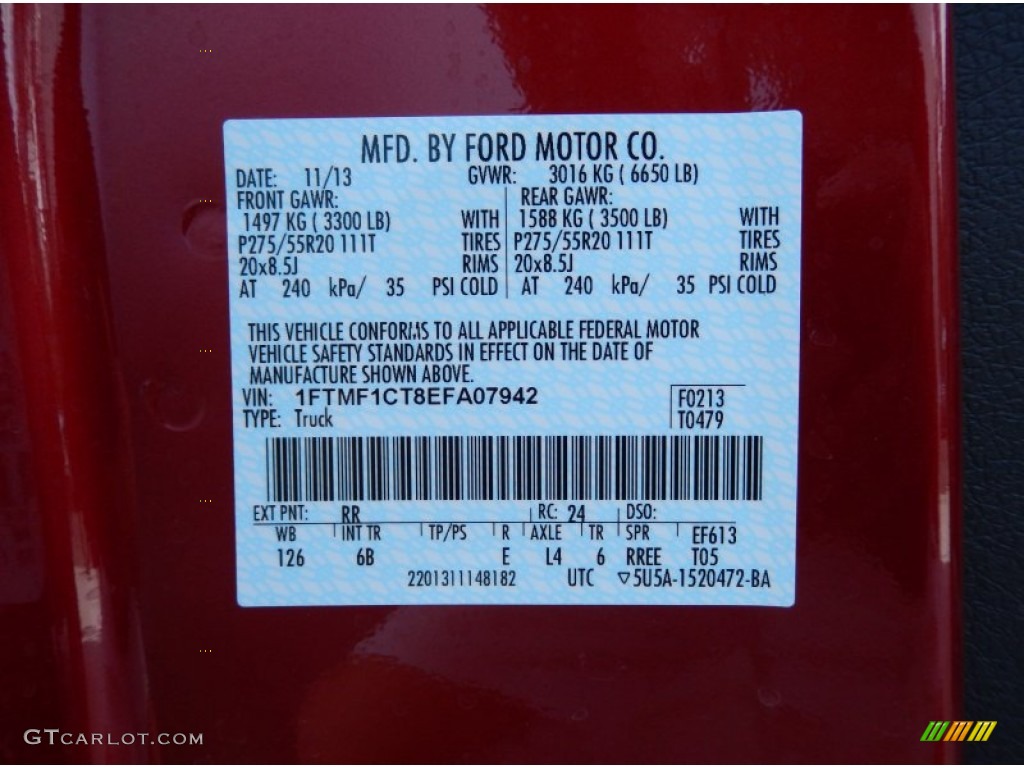 MFD. BY FORD MOTOR CO.
DATE: 11/13 GVWR: 3016 KG ( 6650 LB)
FRONT GAWR: REAR GAWR:
1497 KG ( 3300 LB) WITH 1588 KG ( 3500 LB) WITH
P275/55R20 111T TIRES P275/55R20 111T TIRES
20x8.5J RIMS 20x8.5J RIMS
AT 240 kPa/ 35 PSI COLD AT 240 kPa/ 35 PSI COLD
THIS VEHICLE CONFORMS TO ALL APPLICABLE FEDERAL MOTOR
VEHICLE SAFETY STANDARDS IN EFFECT ON THE DATE OF
MANUFACTURE SHOWN ABOVE.
VIN: 1FTMF1CT8EFA07942 F0213
TYPE: Truck T0479
EXT PNT: RR RC: 24 DSO:
WB INT TR TP/PS R AXLE TR SPR EF613
126 6B E L4 6 RREE T05
2201311148182 UTC ▽5U5A-1520472-BA
GTCARLOT.COM